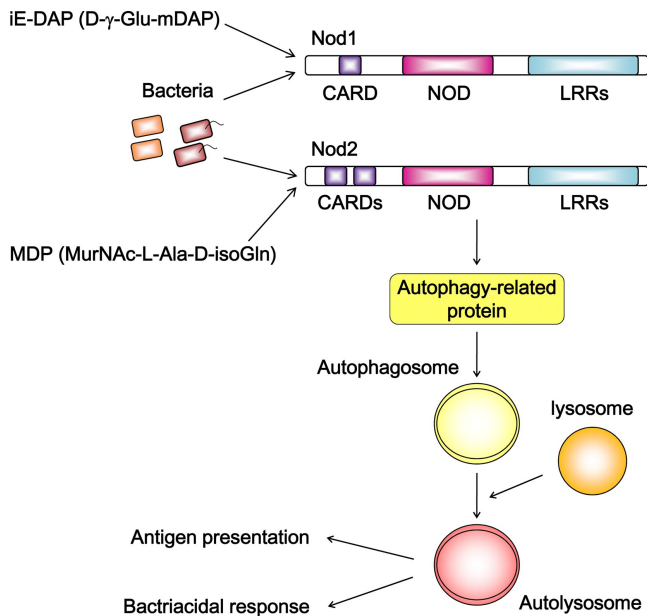 iE-DAP (D-γ-Glu-mDAP)
Nod1
CARD
NOD
LRRs
Bacteria
Nod2
CARDs
NOD
LRRs
MDP (MurNAc-L-Ala-D-isoGln)
Autophagy-related
protein
Autophagosome
lysosome
Antigen presentation
Bactriacidal response
Autolysosome